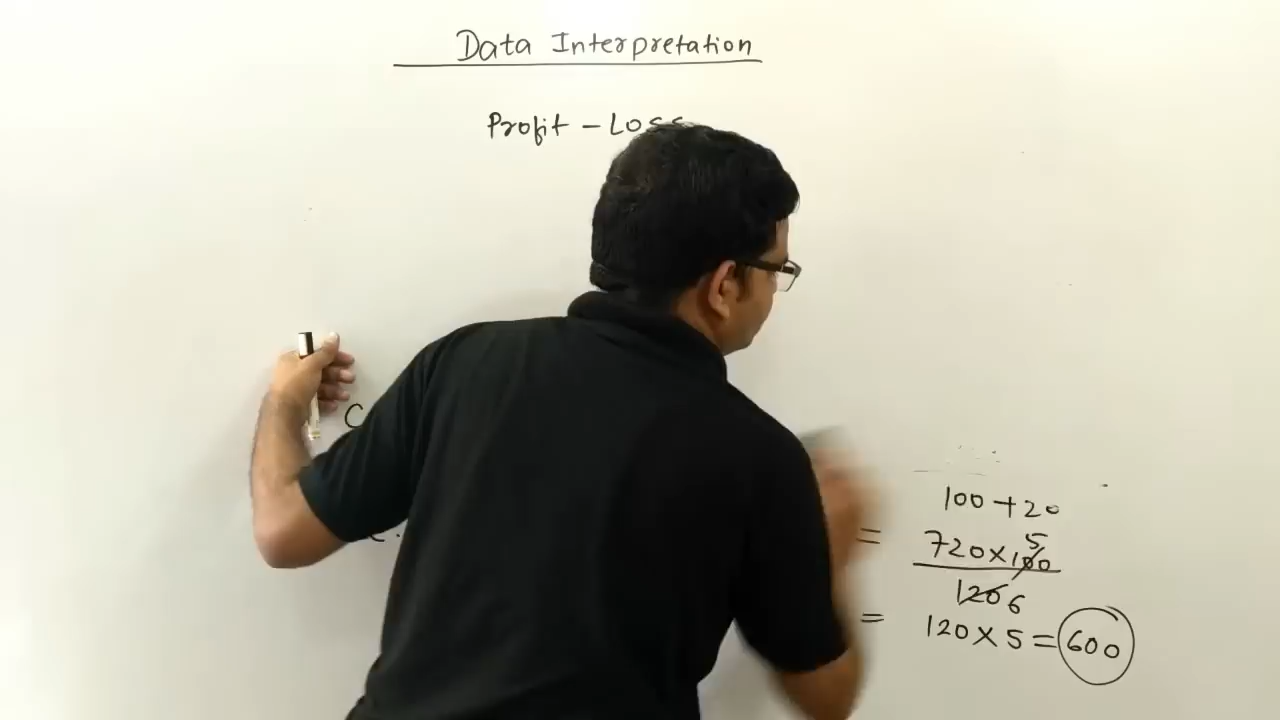 Data Interpretation
Profit - Loss
C
C.
100 + 20
= 720 × 100 5
120 6
= 120 × 5 = 600